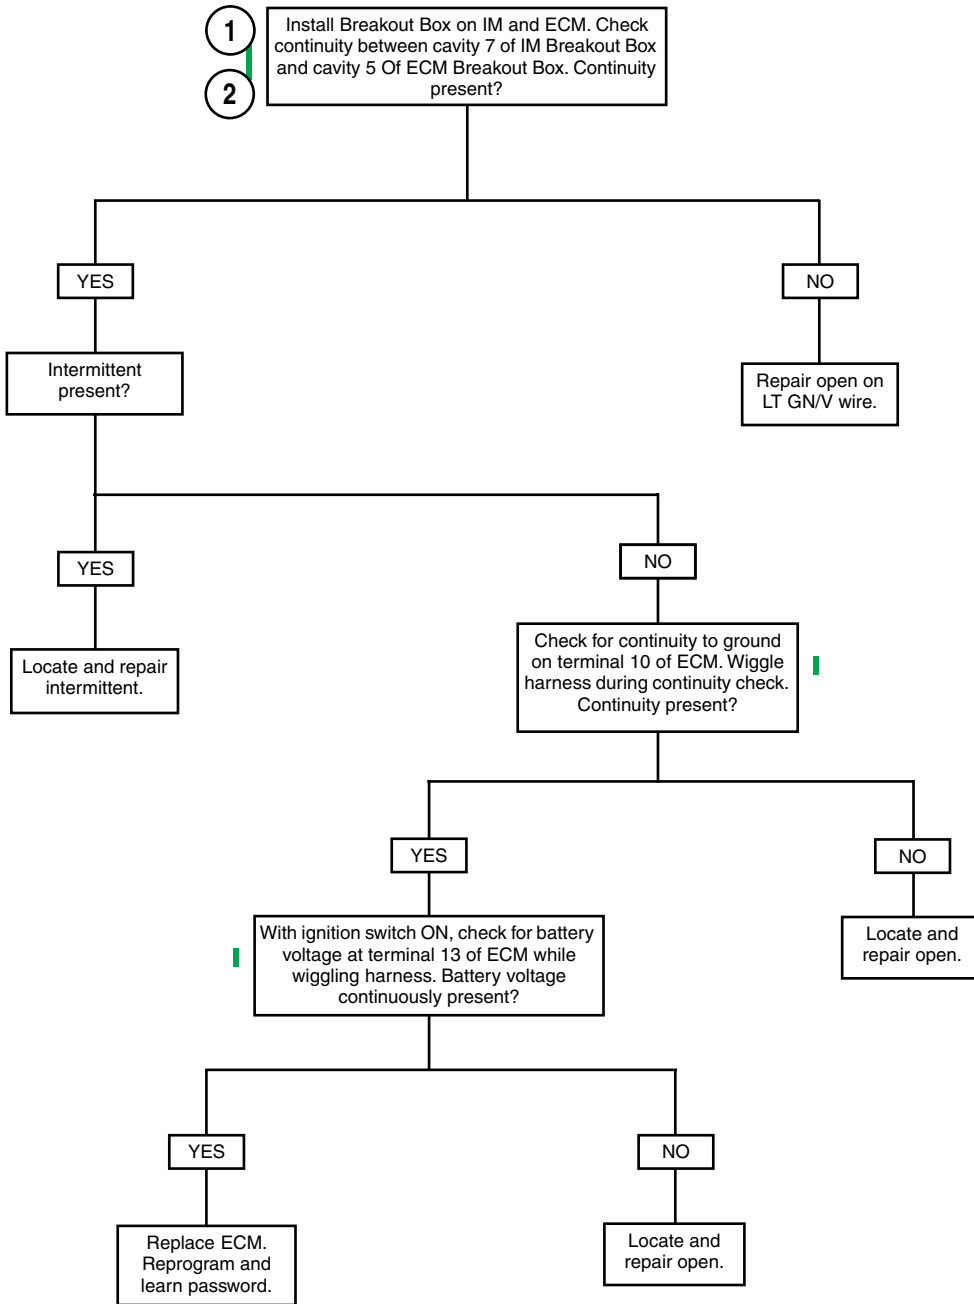 1
2
Install Breakout Box on IM and ECM. Check
continuity between cavity 7 of IM Breakout Box
and cavity 5 Of ECM Breakout Box. Continuity
present?
YES
NO
Intermittent
present?
Repair open on
LT GN/V wire.
YES
NO
Locate and repair
intermittent.
Check for continuity to ground
on terminal 10 of ECM. Wiggle
harness during continuity check.
Continuity present?
YES
NO
With ignition switch ON, check for battery
voltage at terminal 13 of ECM while
wiggling harness. Battery voltage
continuously present?
Locate and
repair open.
YES
NO
Replace ECM.
Reprogram and
learn password.
Locate and
repair open.